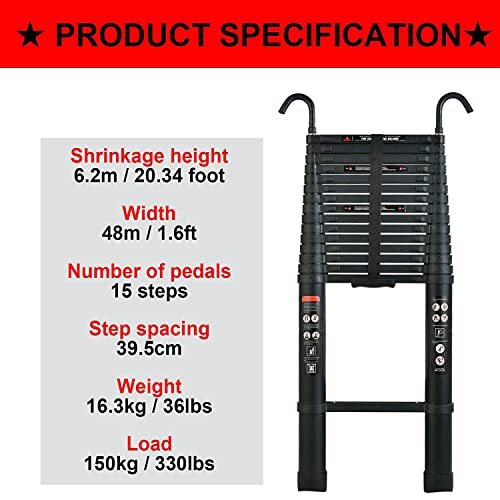 ★ PRODUCT SPECIFICATION ★
Shrinkage height
6.2m / 20.34 foot
Width
48m / 1.6ft
Number of pedals
15 steps
Step spacing
39.5cm
Weight
16.3kg / 36lbs
Load
150kg / 330lbs